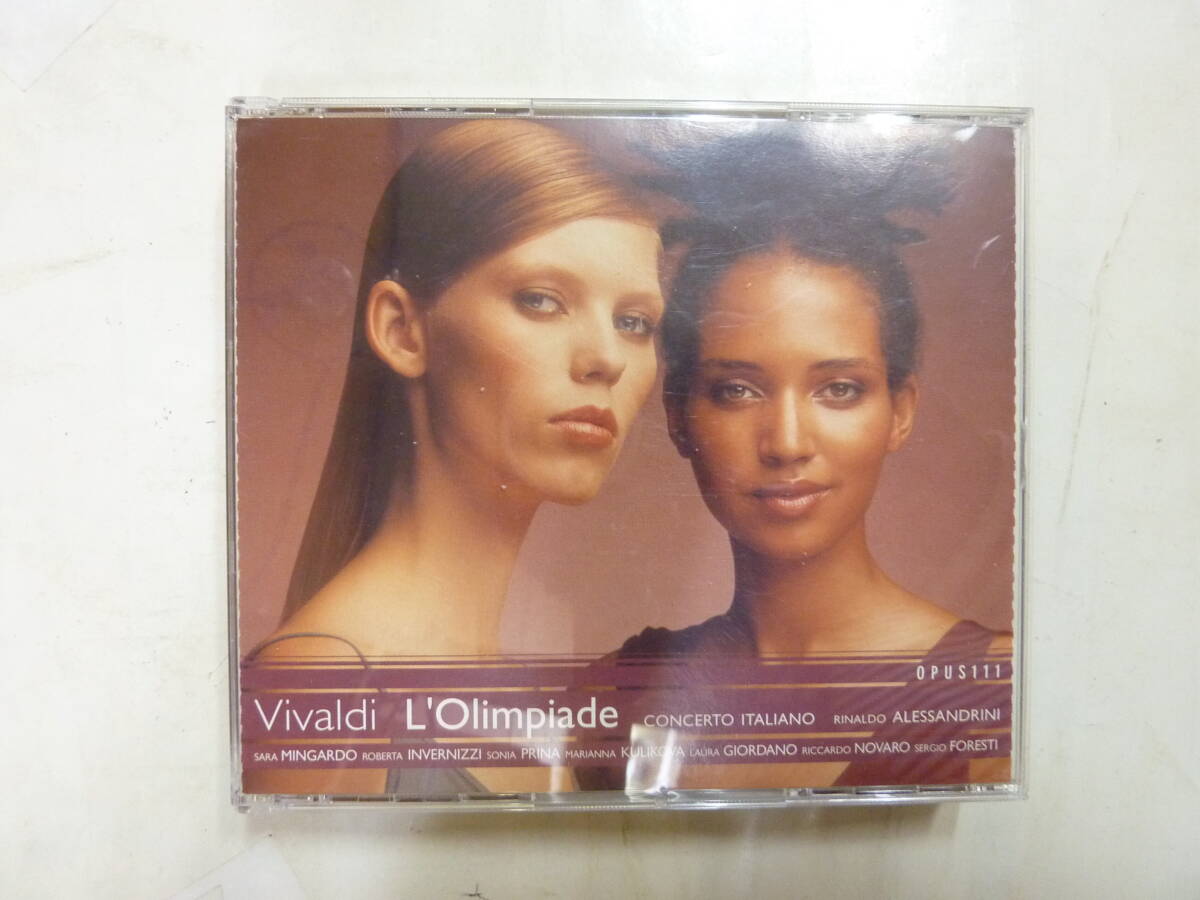 OPUS111
Vivaldi L'Olimpiade CONCERTO ITALIANO RINALDO ALESSANDRINI
SARA MINGARDO ROBERTA INVERNIZZI SONIA PRINA MARIANNA KULIKOVA LAURA GIORDANO RICCARDO NOVARO SERGIO FORESTI